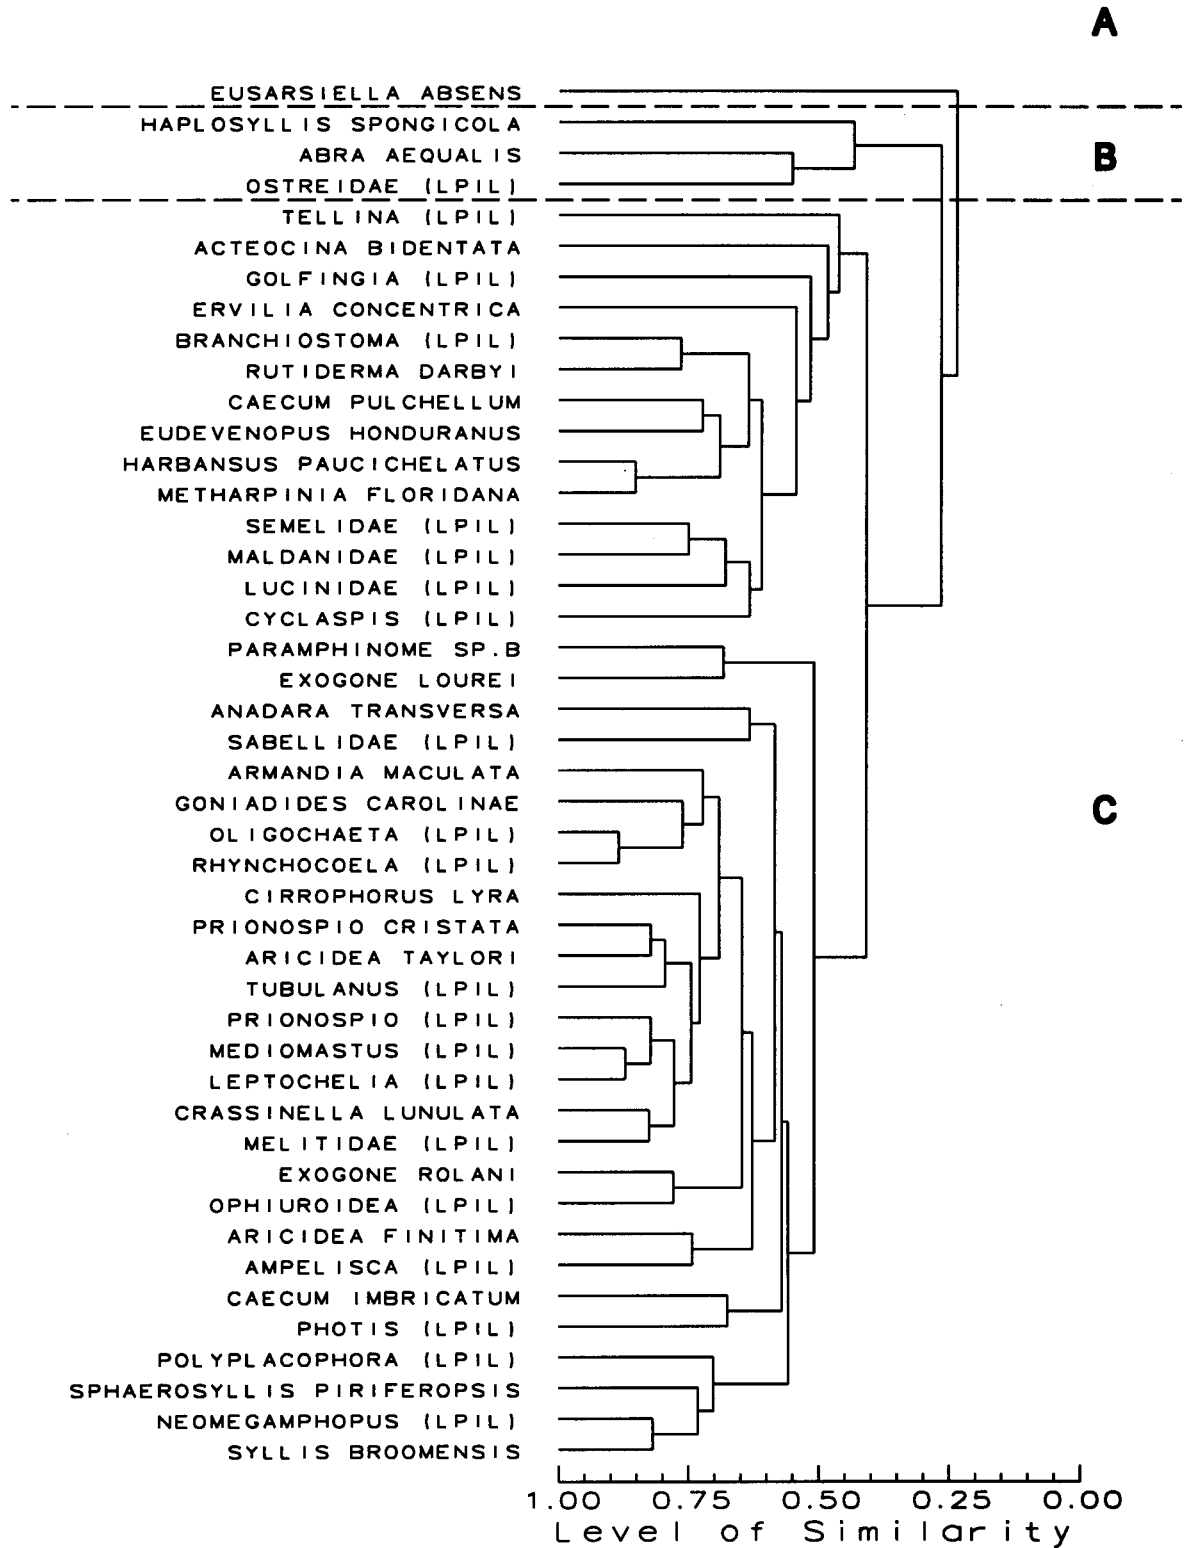 A
EUSARSIELLA ABSENS
HAPLOSYLLIS SPONGICOLA
ABRA AEQUALIS
B
OSTREIDAE (LPIL)
TELLINA (LPIL)
ACTEOCINA BIDENTATA
GOLFINGIA (LPIL)
ERVILIA CONCENTRICA
BRANCHIOSTOMA (LPIL)
RUTIDERMA DARBYI
CAECUM PULCHELLUM
EUDEVENOPUS HONDURANUS
HARBANSUS PAUCICHELATUS
METHARPINIA FLORIDANA
SEMELIDAE (LPIL)
MALDANIDAE (LPIL)
LUCINIDAE (LPIL)
CYCLASPIS (LPIL)
PARAMPHINOME SP.B
EXOGONE LOUREI
ANADARA TRANSVERSA
SABELLIDAE (LPIL)
ARMANDIA MACULATA
GONIADIDES CAROLINAE
C
OLIGOCHAETA (LPIL)
RHYNCHOCOELA (LPIL)
CIRROPHORUS LYRA
PRIONOSPIO CRISTATA
ARICIDEA TAYLORI
TUBULANUS (LPIL)
PRIONOSPIO (LPIL)
MEDIOMASTUS (LPIL)
LEPTOCHELIA (LPIL)
CRASSINELLA LUNULATA
MELITIDAE (LPIL)
EXOGONE ROLANI
OPHIUROIDEA (LPIL)
ARICIDEA FINITIMA
AMPELISCA (LPIL)
CAECUM IMBRICATUM
PHOTIS (LPIL)
POLYPLACOPHORA (LPIL)
SPHAEROSYLLIS PIRIFEROPSIS
NEOMEGAMPHOPUS (LPIL)
SYLLIS BROOMENSIS
1.00 0.75 0.50 0.25 0.00
Level of Similarity